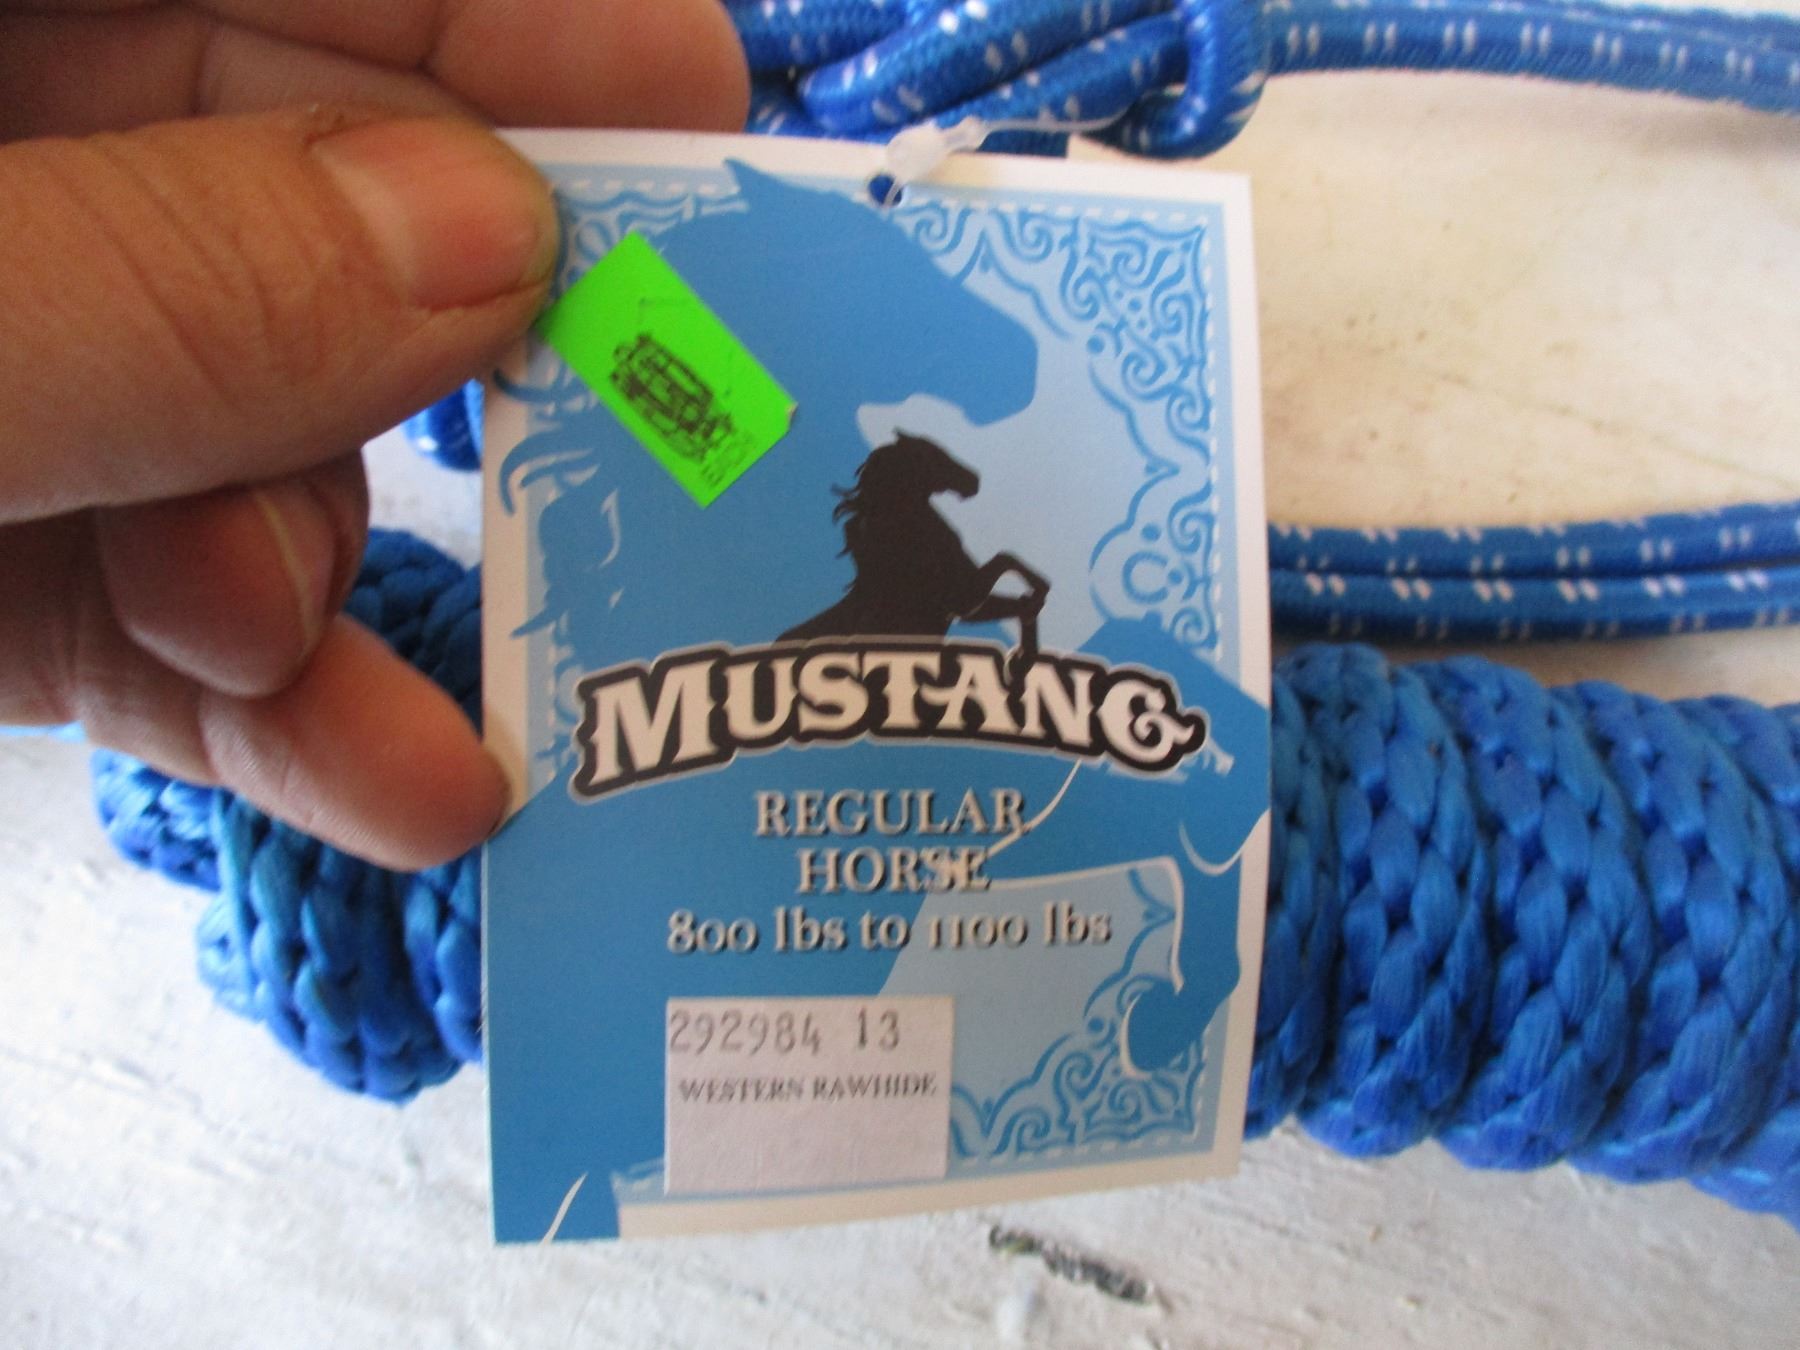 MUSTANG
REGULAR
HORSE
800 lbs to 1100 lbs
292984 13
WESTERN RAWHIDE